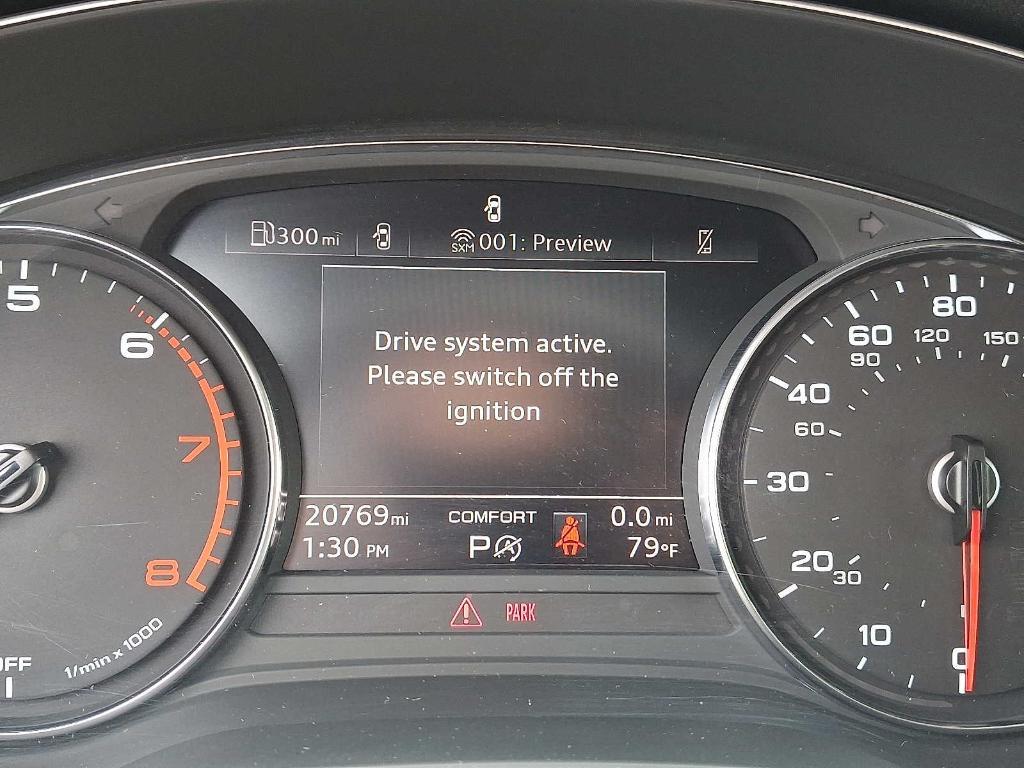 300 mi
SXM 001: Preview
Drive system active.
Please switch off the
ignition
20769 mi COMFORT 0.0 mi
1:30 PM P A 79°F
PARK
5
6
7
8
1/min x 1000
0
10
20
30
30
40
60
60
90
80
120
150